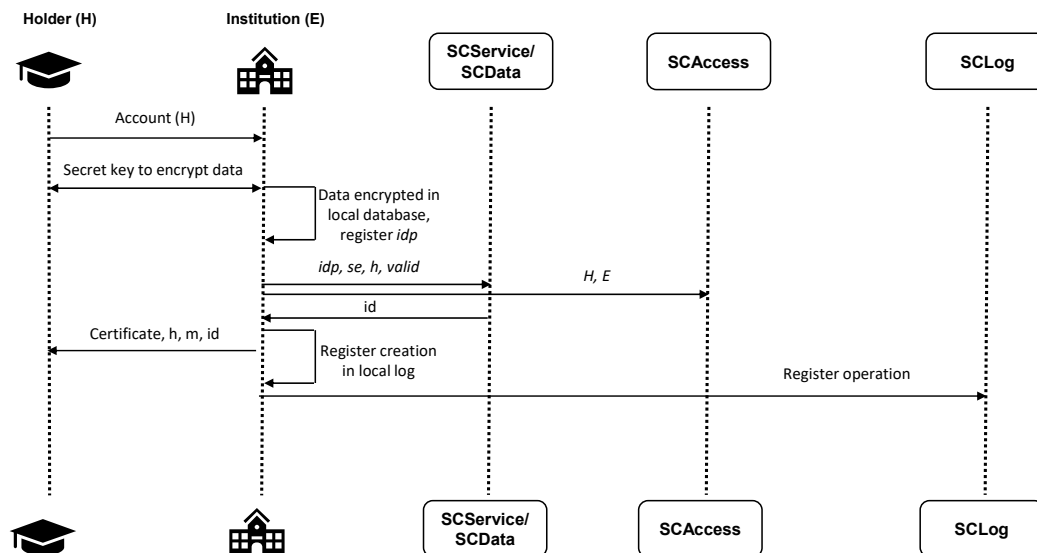 Holder (H)
Institution (E)
SCService/
SCData
SCAccess
SCLog
Account (H)
Secret key to encrypt data
Data encrypted in
local database,
register idp
idp, se, h, valid
H, E
id
Certificate, h, m, id
Register creation
in local log
Register operation
SCService/
SCData
SCAccess
SCLog